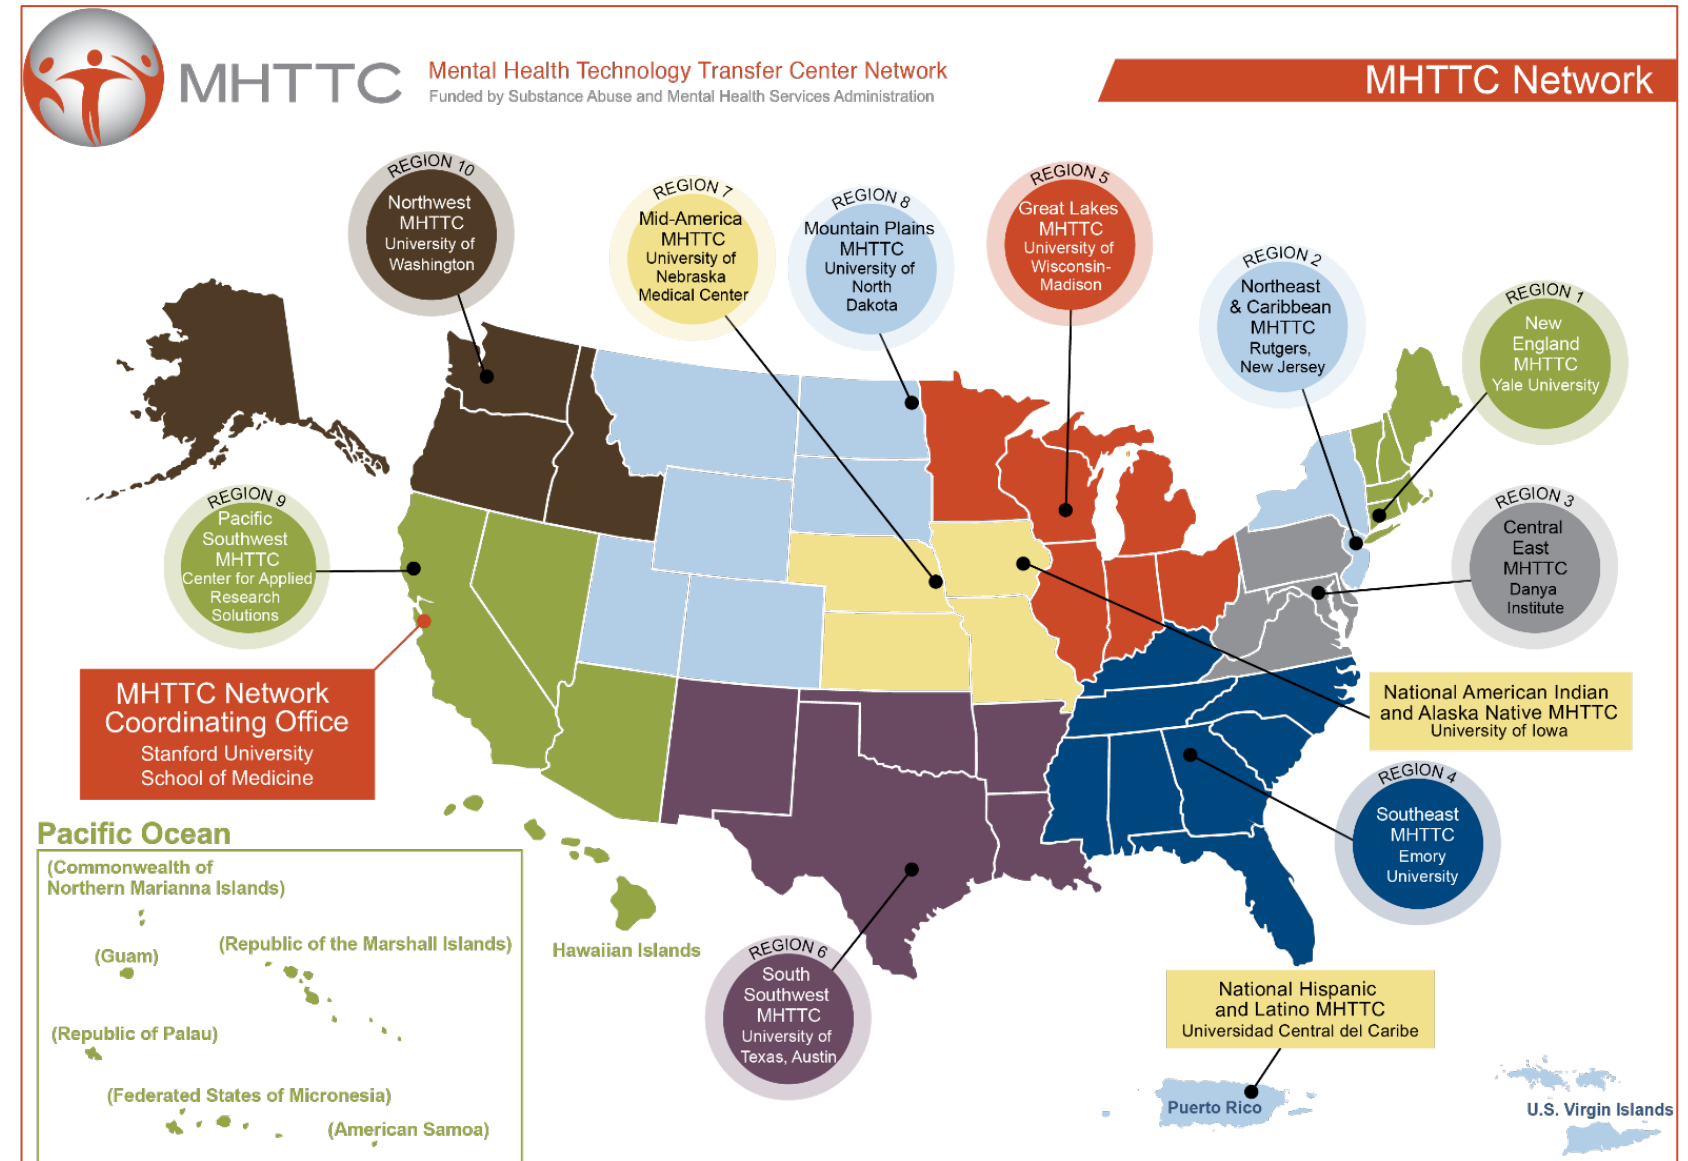 MHTTC
Mental Health Technology Transfer Center Network
Funded by Substance Abuse and Mental Health Services Administration
MHTTC Network
REGION 10
Northwest
MHTTC
University of
Washington
REGION 7
Mid-America
MHTTC
University of
Nebraska
Medical Center
REGION 8
Mountain Plains
MHTTC
University of
North
Dakota
REGION 5
Great Lakes
MHTTC
University of
Wisconsin-
Madison
REGION 2
Northeast
& Caribbean
MHTTC
Rutgers,
New Jersey
REGION 1
New
England
MHTTC
Yale University
REGION 9
Pacific
Southwest
MHTTC
Center for Applied
Research
Solutions
REGION 3
Central
East
MHTTC
Danya
Institute
MHTTC Network
Coordinating Office
Stanford University
School of Medicine
National American Indian
and Alaska Native MHTTC
University of Iowa
REGION 4
Southeast
MHTTC
Emory
University
Pacific Ocean
(Commonwealth of
Northern Marianna Islands)
(Guam)
(Republic of the Marshall Islands)
(Republic of Palau)
(Federated States of Micronesia)
(American Samoa)
Hawaiian Islands
REGION 6
South
Southwest
MHTTC
University of
Texas, Austin
National Hispanic
and Latino MHTTC
Universidad Central del Caribe
Puerto Rico
U.S. Virgin Islands